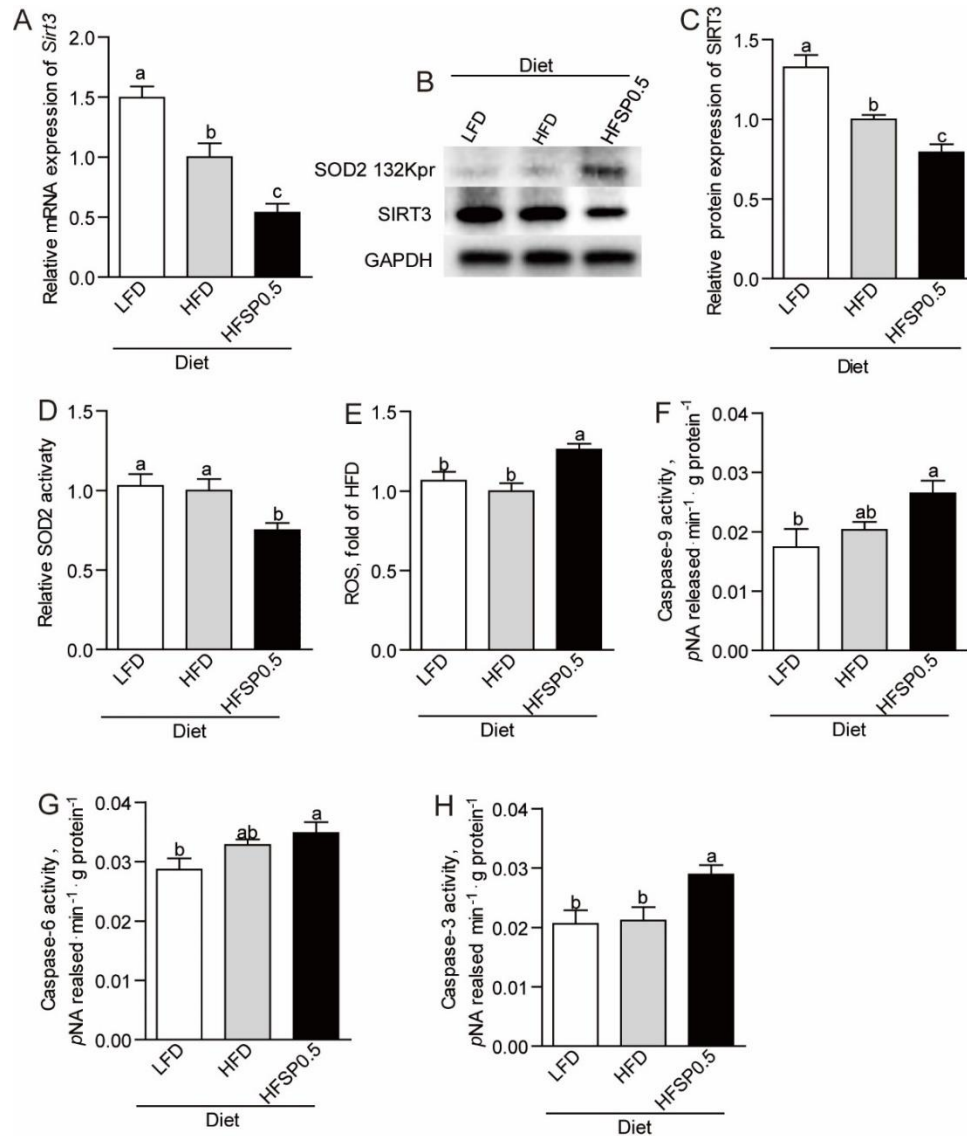 A
Relative mRNA expression of Sirt3
2.0
1.5
1.0
0.5
0.0
a
b
c
LFD
HFD
HFSP0.5
Diet
B
Diet
LFD
HFD
HFSP0.5
SOD2 132Kpr
SIRT3
GAPDH
C
Relative protein expression of SIRT3
1.5
1.0
0.5
0.0
a
b
c
LFD
HFD
HFSP0.5
Diet
D
Relative SOD2 activaty
1.5
1.0
0.5
0.0
a
a
b
LFD
HFD
HFSP0.5
Diet
E
ROS, fold of HFD
1.5
1.0
0.5
0.0
b
b
a
LFD
HFD
HFSP0.5
Diet
F
Caspase-9 activity,
pNA released·min⁻¹·g protein⁻¹
0.04
0.03
0.02
0.01
0.00
b
ab
a
LFD
HFD
HFSP0.5
Diet
G
Caspase-6 activity,
pNA realsed·min⁻¹·g protein⁻¹
0.04
0.03
0.02
0.01
0.00
b
ab
a
LFD
HFD
HFSP0.5
Diet
H
Caspase-3 activity,
pNA realsed min⁻¹·g protein⁻¹
0.04
0.03
0.02
0.01
0.00
b
b
a
LFD
HFD
HFSP0.5
Diet